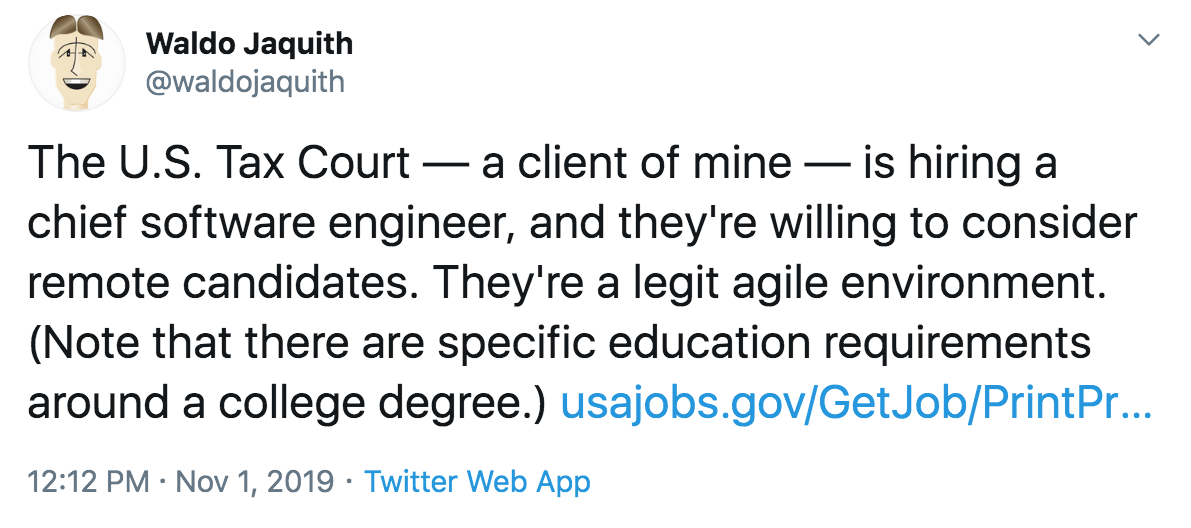 Waldo Jaquith
@waldojaquith
The U.S. Tax Court — a client of mine — is hiring a
chief software engineer, and they're willing to consider
remote candidates. They're a legit agile environment.
(Note that there are specific education requirements
around a college degree.) usajobs.gov/GetJob/PrintPr...
12:12 PM · Nov 1, 2019 · Twitter Web App